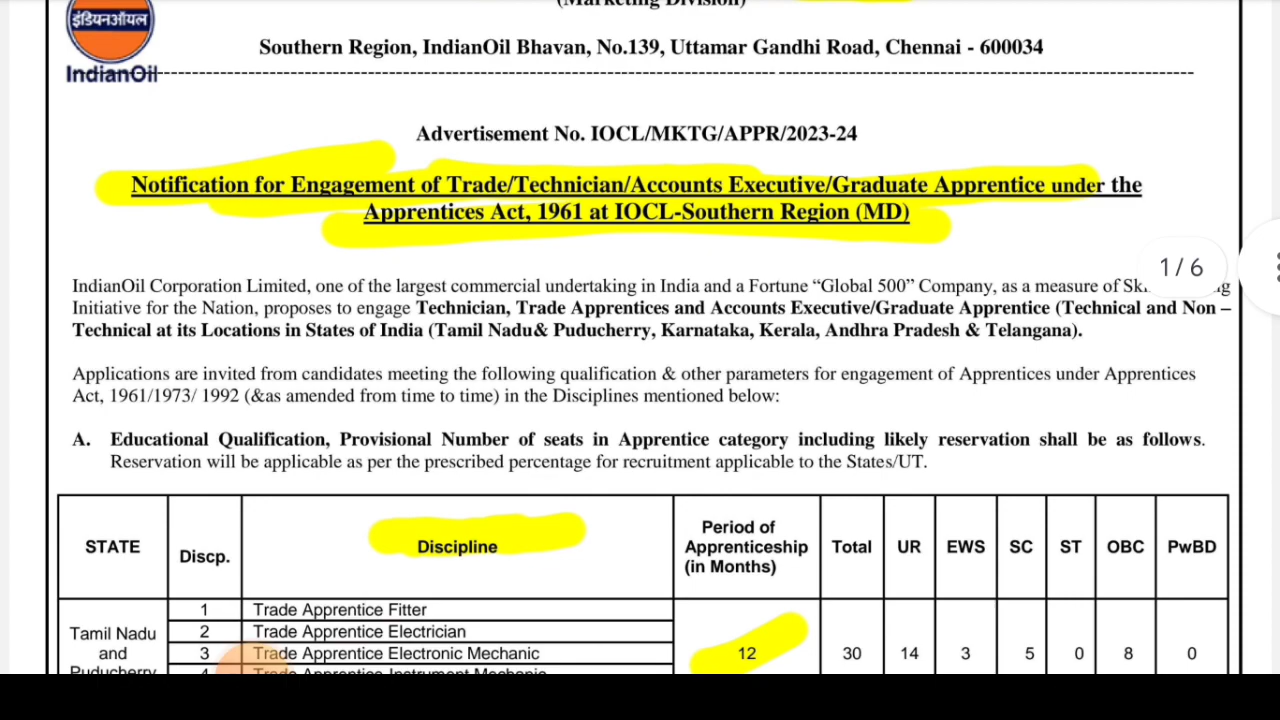 (Marketing Division)
इंडियनऑयल
IndianOil
Southern Region, IndianOil Bhavan, No.139, Uttamar Gandhi Road, Chennai - 600034
Advertisement No. IOCL/MKTG/APPR/2023-24
Notification for Engagement of Trade/Technician/Accounts Executive/Graduate Apprentice under the
Apprentices Act, 1961 at IOCL-Southern Region (MD)
1/6
IndianOil Corporation Limited, one of the largest commercial undertaking in India and a Fortune “Global 500” Company, as a measure of
Initiative for the Nation, proposes to engage Technician, Trade Apprentices and Accounts Executive/Graduate Apprentice (Technical and Non –
Technical at its Locations in States of India (Tamil Nadu& Puducherry, Karnataka, Kerala, Andhra Pradesh & Telangana).
Applications are invited from candidates meeting the following qualification & other parameters for engagement of Apprentices under Apprentices
Act, 1961/1973/ 1992 (&as amended from time to time) in the Disciplines mentioned below:
A. Educational Qualification, Provisional Number of seats in Apprentice category including likely reservation shall be as follows.
Reservation will be applicable as per the prescribed percentage for recruitment applicable to the States/UT.
STATE
Discp.
Discipline
Period of
Apprenticeship
(in Months)
Total
UR
EWS
SC
ST
OBC
PwBD
Tamil Nadu
and
Puducherry
1 Trade Apprentice Fitter
2 Trade Apprentice Electrician
3 Trade Apprentice Electronic Mechanic
4 Trade Apprentice Instrument Mechanic
12 30 14 3 5 0 8 0